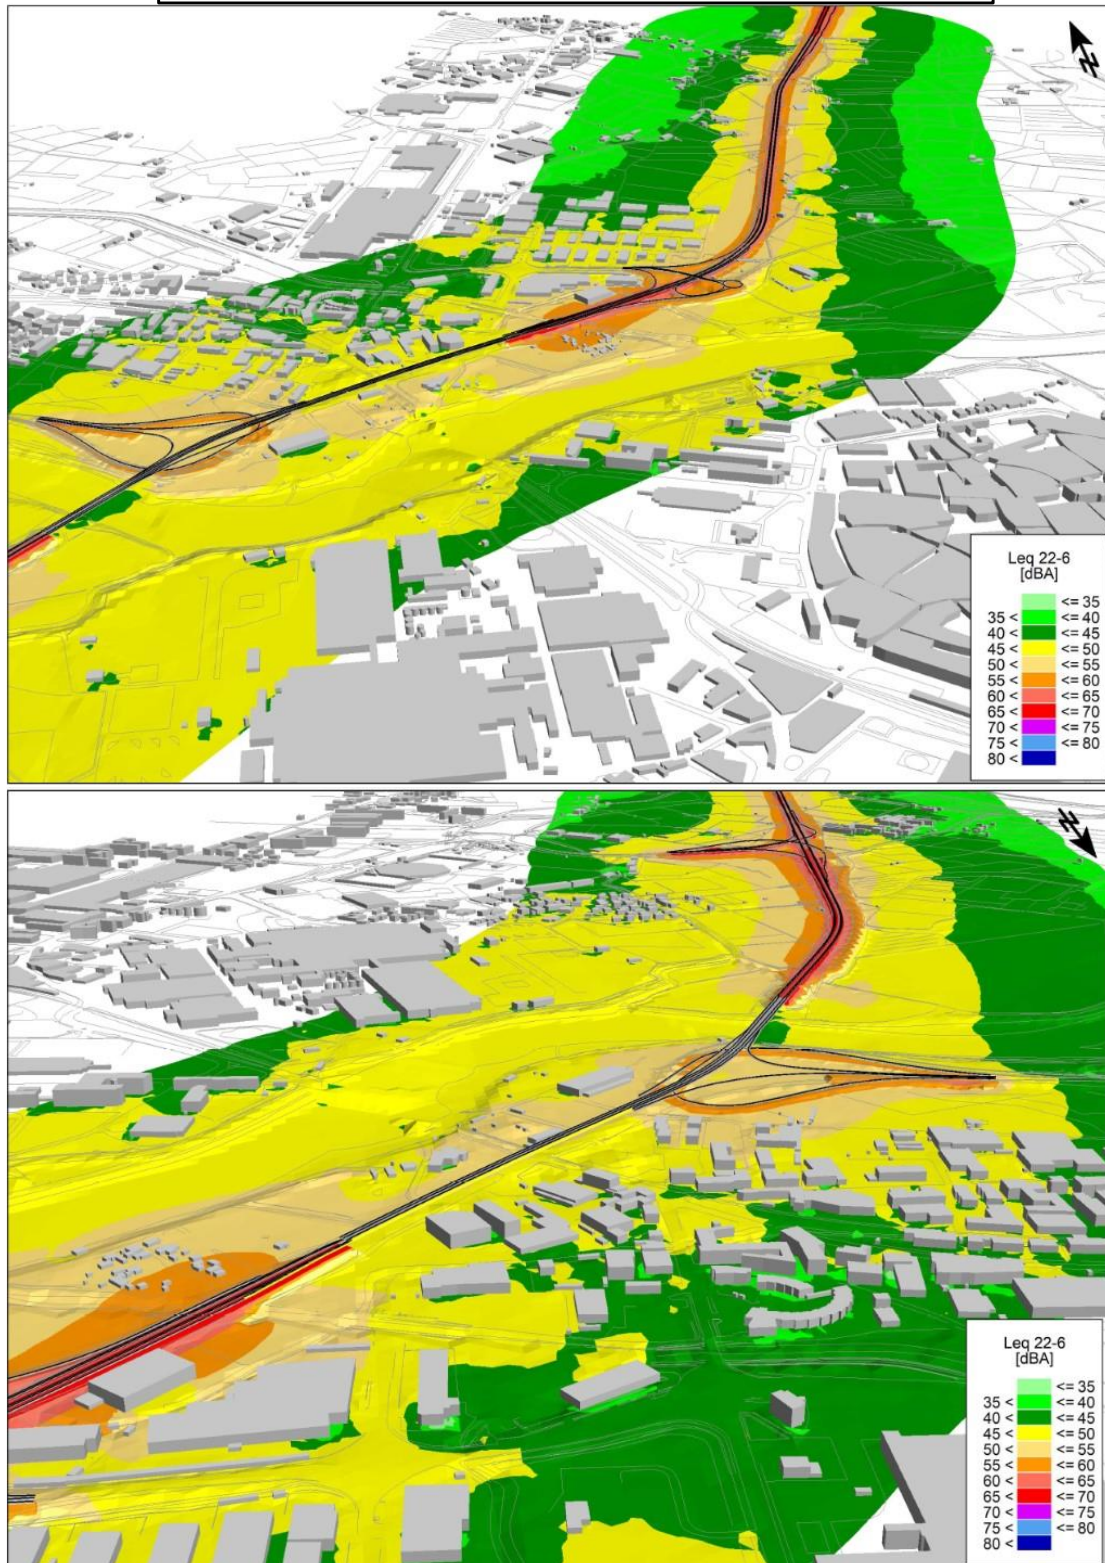 N
Leq 22-6
[dBA]
<= 35
35 < <= 40
40 < <= 45
45 < <= 50
50 < <= 55
55 < <= 60
60 < <= 65
65 < <= 70
70 < <= 75
75 < <= 80
80 <
N
Leq 22-6
[dBA]
<= 35
35 < <= 40
40 < <= 45
45 < <= 50
50 < <= 55
55 < <= 60
60 < <= 65
65 < <= 70
70 < <= 75
75 < <= 80
80 <